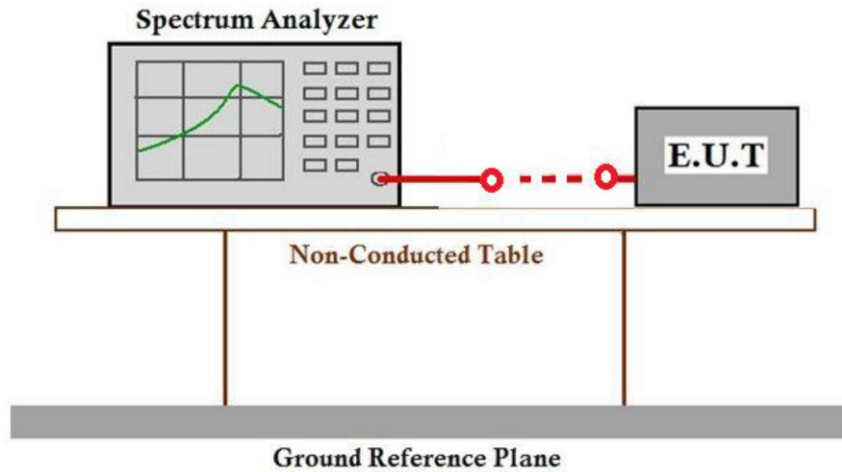 Spectrum Analyzer
E.U.T
Non-Conducted Table
Ground Reference Plane